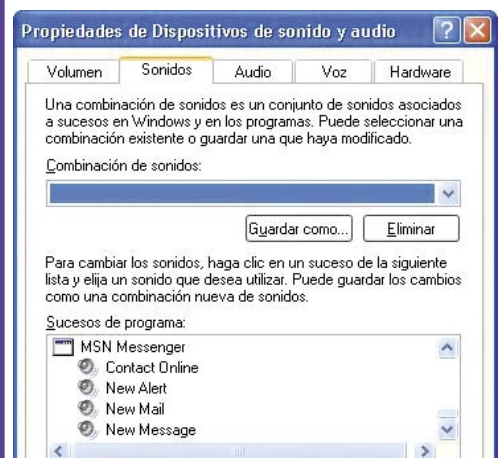 Propiedades de Dispositivos de sonido y audio
Volumen Sonidos Audio Voz Hardware
Una combinación de sonidos es un conjunto de sonidos asociados
a sucesos en Windows y en los programas. Puede seleccionar una
combinación existente o guardar una que haya modificado.
Combinación de sonidos:
Guardar como... Eliminar
Para cambiar los sonidos, haga clic en un suceso de la siguiente
lista y elija un sonido que desea utilizar. Puede guardar los cambios
como una combinación nueva de sonidos.
Sucesos de programa:
MSN Messenger
Contact Online
New Alert
New Mail
New Message